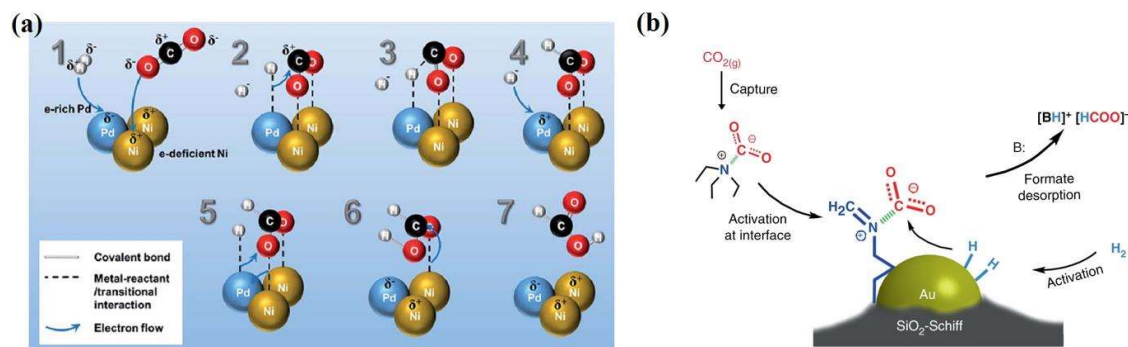 (a)
1
δ-
δ+
H
H
δ-
O
δ+
C
O
δ-
e-rich Pd
δ-
Pd
δ+
Ni
δ+
Ni
e-deficient Ni
2
H
δ+
C
O
O
H-
Pd
Ni
Ni
3
H
C
O
O
H-
Pd
Ni
Ni
4
H
C
O
O
H-
δ+
Pd
Ni
Ni
5
H
H
C
O
O
Pd
Ni
Ni
6
H
C
O
H
O
δ-
Pd
δ+
Ni
δ+
Ni
7
H
C
O
O
H
δ-
Pd
δ+
Ni
δ+
Ni
Covalent bond
Metal-reactant
/transitional
interaction
Electron flow
(b)
CO2(g)
Capture
O
⊕
N
C
⊖
O
Activation
at interface
H2C
N
⊕
O
C
⊖
O
H
H
Au
SiO2-Schiff
H2
Activation
[BH]+ [HCOO]-
B:
Formate
desorption